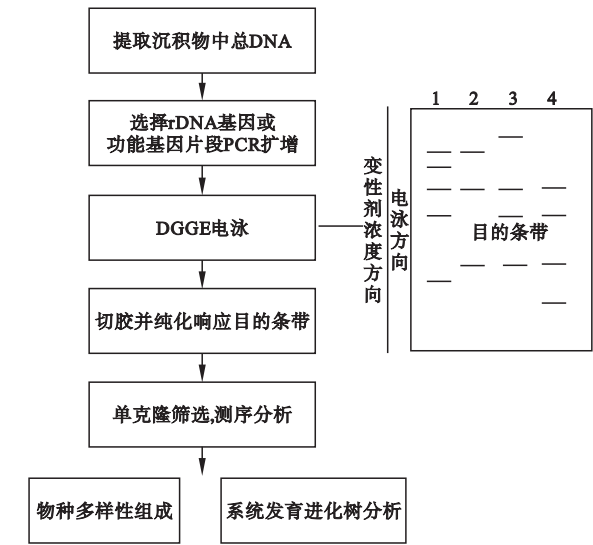 提取沉积物中总DNA
选择rDNA基因或
功能基因片段PCR扩增
DGGE电泳
切胶并纯化响应目的条带
单克隆筛选,测序分析
物种多样性组成
系统发育进化树分析
变性剂浓度方向
电泳方向
1 2 3 4
目的条带